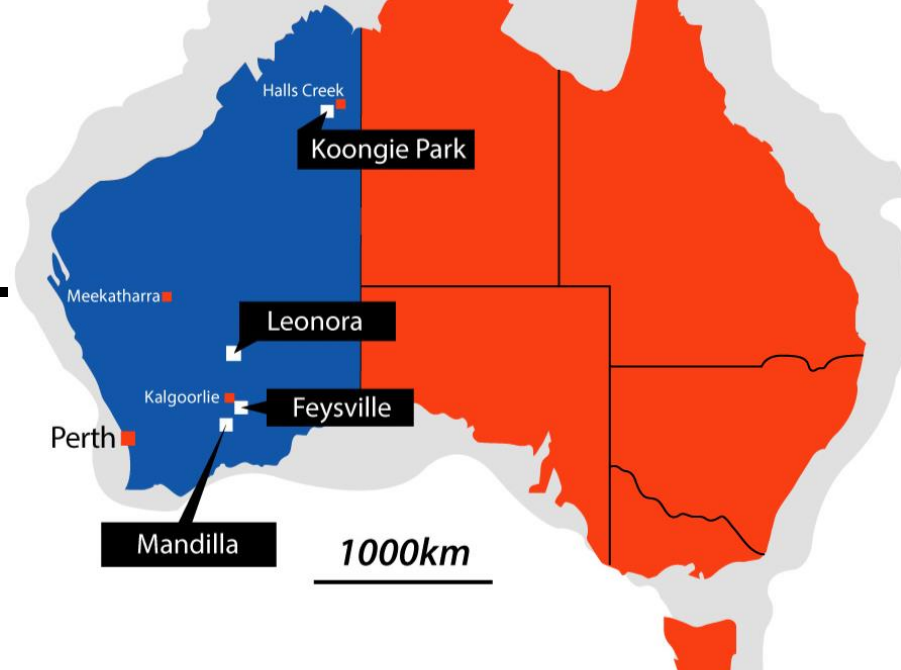 Halls Creek
Koongie Park
Meekatharra
Leonora
Kalgoorlie
Feysville
Perth
Mandilla
1000km